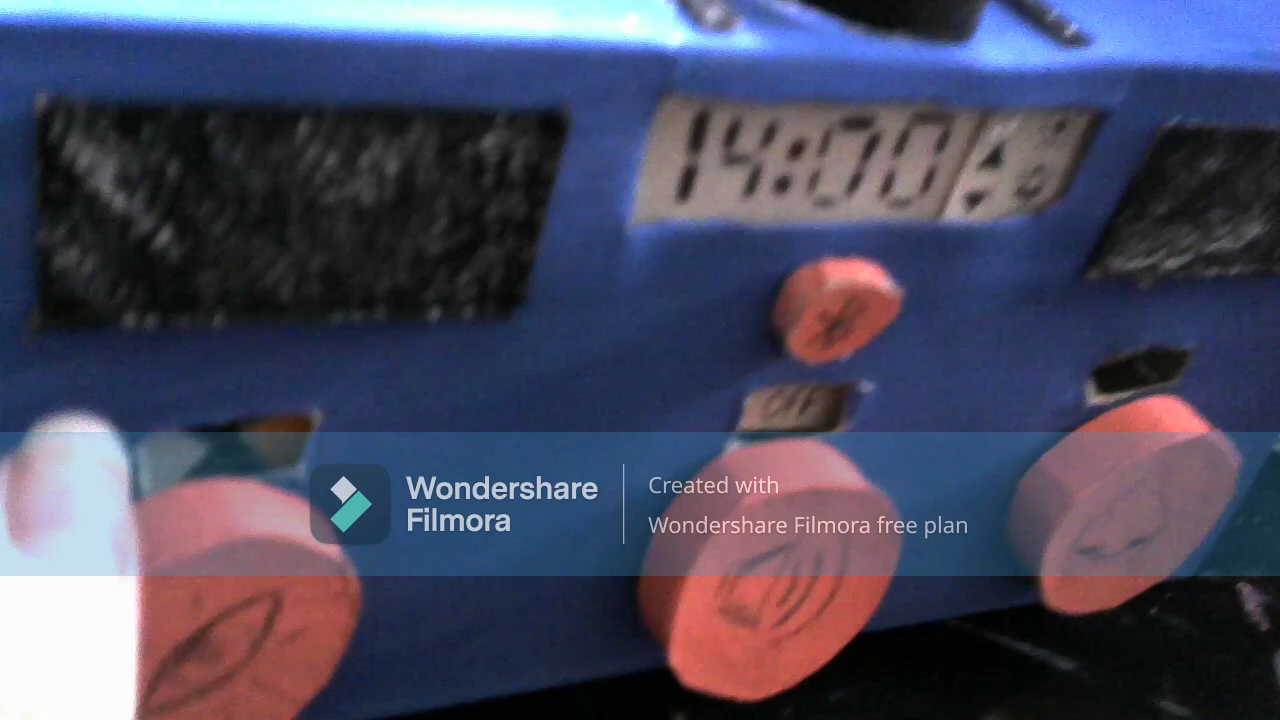 14:00
Wondershare
Filmora
Created with
Wondershare Filmora free plan